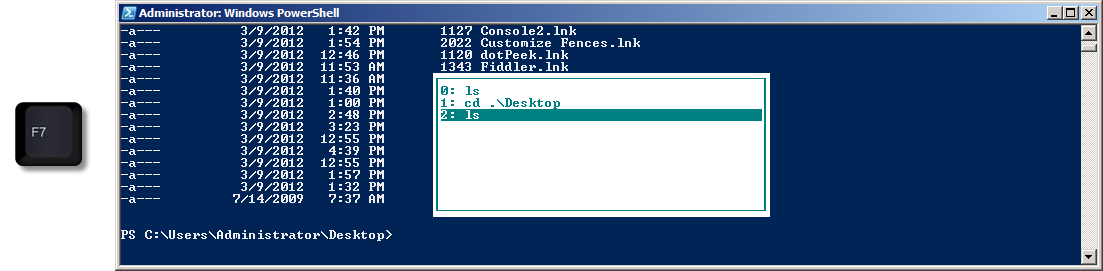 Administrator: Windows PowerShell
-a--- 3/9/2012 1:42 PM 1127 Console2.lnk
-a--- 3/9/2012 1:54 PM 2022 Customize Fences.lnk
-a--- 3/9/2012 12:46 PM 1120 dotPeek.lnk
-a--- 3/9/2012 11:53 AM 1343 Fiddler.lnk
-a--- 3/9/2012 11:36 AM
-a--- 3/9/2012 1:40 PM 0: ls
-a--- 3/9/2012 1:00 PM 1: cd .\Desktop
-a--- 3/9/2012 2:48 PM 2: ls
-a--- 3/9/2012 3:23 PM
F7
-a--- 3/9/2012 12:55 PM
-a--- 3/9/2012 4:39 PM
-a--- 3/9/2012 12:55 PM
-a--- 3/9/2012 1:57 PM
-a--- 3/9/2012 1:32 PM
-a--- 7/14/2009 7:37 AM
PS C:\Users\Administrator\Desktop>